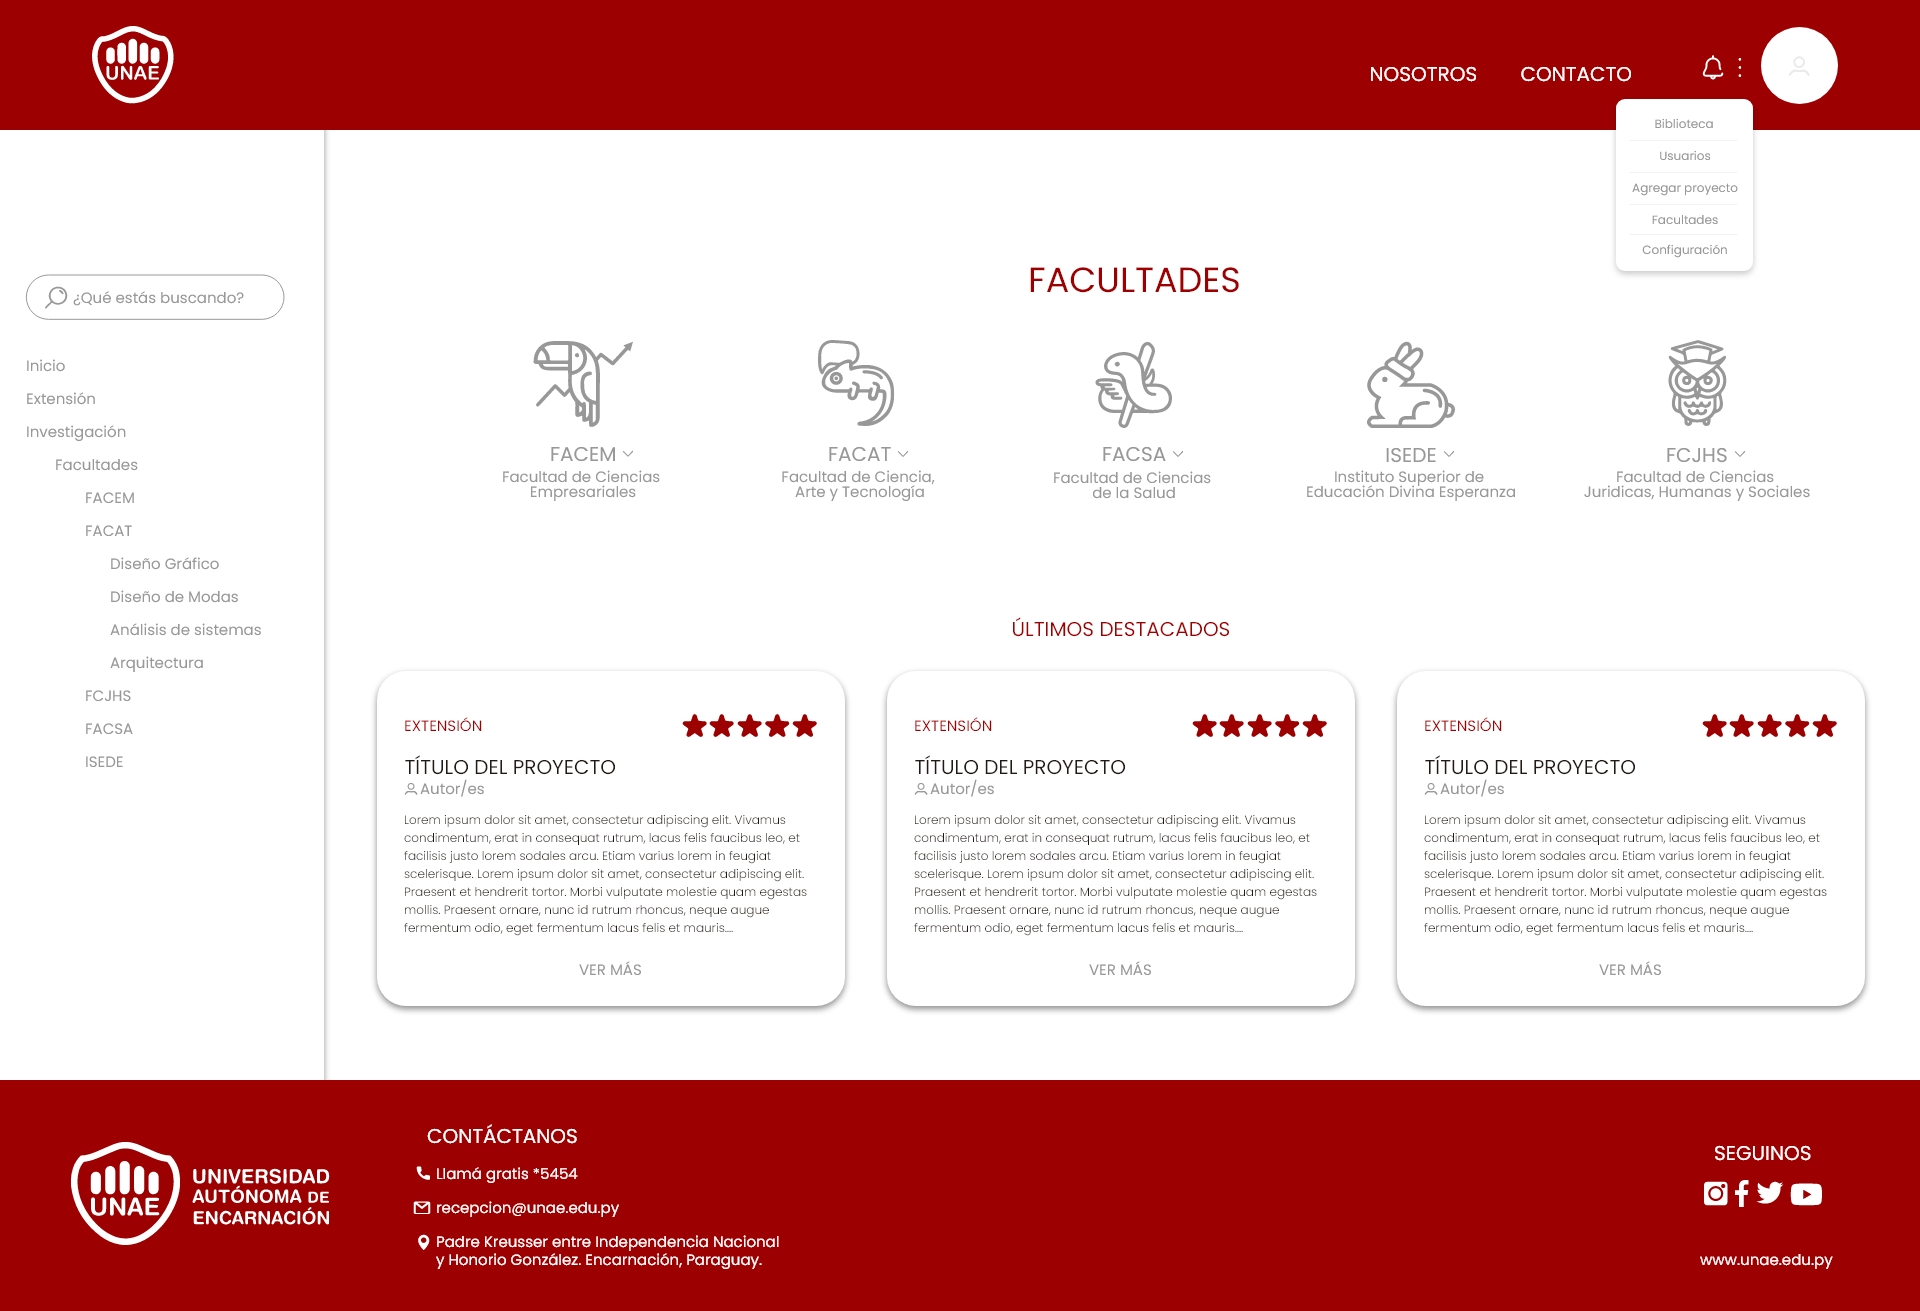 UNAE
NOSOTROS
CONTACTO
Biblioteca
Usuarios
Agregar proyecto
Facultades
Configuración
¿Qué estás buscando?
Inicio
Extensión
Investigación
Facultades
FACEM
FACAT
Diseño Gráfico
Diseño de Modas
Análisis de sistemas
Arquitectura
FCJHS
FACSA
ISEDE
FACULTADES
FACEM
Facultad de Ciencias
Empresariales
FACAT
Facultad de Ciencia,
Arte y Tecnología
FACSA
Facultad de Ciencias
de la Salud
ISEDE
Instituto Superior de
Educación Divina Esperanza
FCJHS
Facultad de Ciencias
Juridicas, Humanas y Sociales
ÚLTIMOS DESTACADOS
EXTENSIÓN
TÍTULO DEL PROYECTO
Autor/es
Lorem ipsum dolor sit amet, consectetur adipiscing elit. Vivamus
condimentum, erat in consequat rutrum, lacus felis faucibus leo, et
facilisis justo lorem sodales arcu. Etiam varius lorem in feugiat
scelerisque. Lorem ipsum dolor sit amet, consectetur adipiscing elit.
Praesent et hendrerit tortor. Morbi vulputate molestie quam egestas
mollis. Praesent ornare, nunc id rutrum rhoncus, neque augue
fermentum odio, eget fermentum lacus felis et mauris....
VER MÁS
EXTENSIÓN
TÍTULO DEL PROYECTO
Autor/es
Lorem ipsum dolor sit amet, consectetur adipiscing elit. Vivamus
condimentum, erat in consequat rutrum, lacus felis faucibus leo, et
facilisis justo lorem sodales arcu. Etiam varius lorem in feugiat
scelerisque. Lorem ipsum dolor sit amet, consectetur adipiscing elit.
Praesent et hendrerit tortor. Morbi vulputate molestie quam egestas
mollis. Praesent ornare, nunc id rutrum rhoncus, neque augue
fermentum odio, eget fermentum lacus felis et mauris....
VER MÁS
EXTENSIÓN
TÍTULO DEL PROYECTO
Autor/es
Lorem ipsum dolor sit amet, consectetur adipiscing elit. Vivamus
condimentum, erat in consequat rutrum, lacus felis faucibus leo, et
facilisis justo lorem sodales arcu. Etiam varius lorem in feugiat
scelerisque. Lorem ipsum dolor sit amet, consectetur adipiscing elit.
Praesent et hendrerit tortor. Morbi vulputate molestie quam egestas
mollis. Praesent ornare, nunc id rutrum rhoncus, neque augue
fermentum odio, eget fermentum lacus felis et mauris....
VER MÁS
UNAE
UNIVERSIDAD
AUTÓNOMA DE
ENCARNACIÓN
CONTÁCTANOS
Llamá gratis *5454
recepcion@unae.edu.py
Padre Kreusser entre Independencia Nacional
y Honorio González. Encarnación, Paraguay.
SEGUINOS
www.unae.edu.py